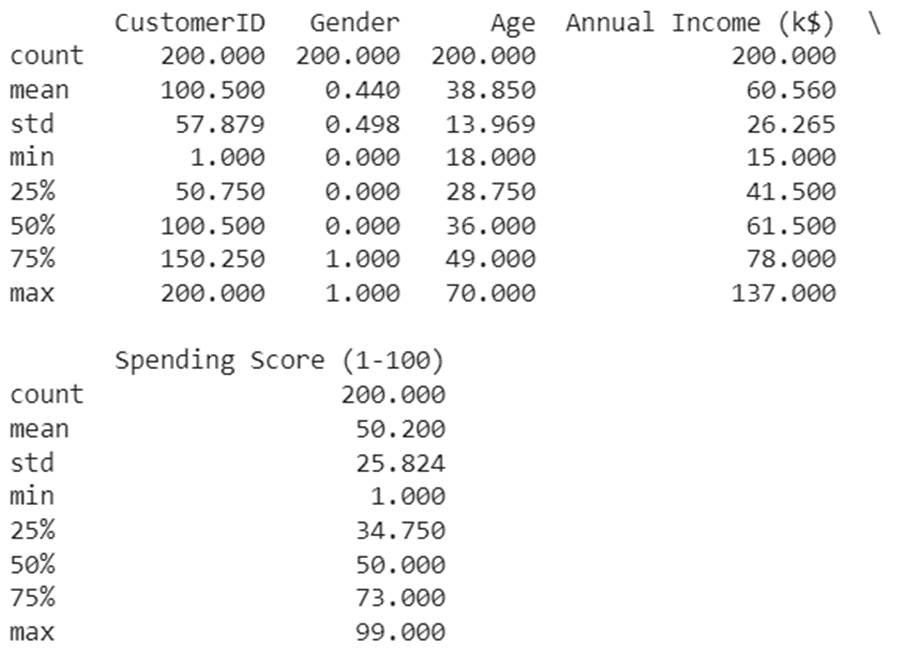 CustomerID Gender Age Annual Income (k$) \
count 200.000 200.000 200.000 200.000
mean 100.500 0.440 38.850 60.560
std 57.879 0.498 13.969 26.265
min 1.000 0.000 18.000 15.000
25% 50.750 0.000 28.750 41.500
50% 100.500 0.000 36.000 61.500
75% 150.250 1.000 49.000 78.000
max 200.000 1.000 70.000 137.000
Spending Score (1-100)
count 200.000
mean 50.200
std 25.824
min 1.000
25% 34.750
50% 50.000
75% 73.000
max 99.000